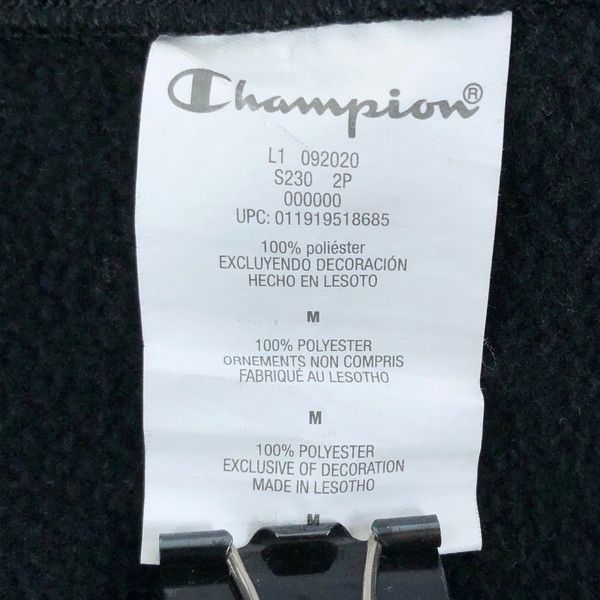 Champion®
L1 092020
S230 2P
000000
UPC: 011919518685
100% poliéster
EXCLUYENDO DECORACIÓN
HECHO EN LESOTO
M
100% POLYESTER
ORNEMENTS NON COMPRIS
FABRIQUÉ AU LESOTHO
M
100% POLYESTER
EXCLUSIVE OF DECORATION
MADE IN LESOTHO
M